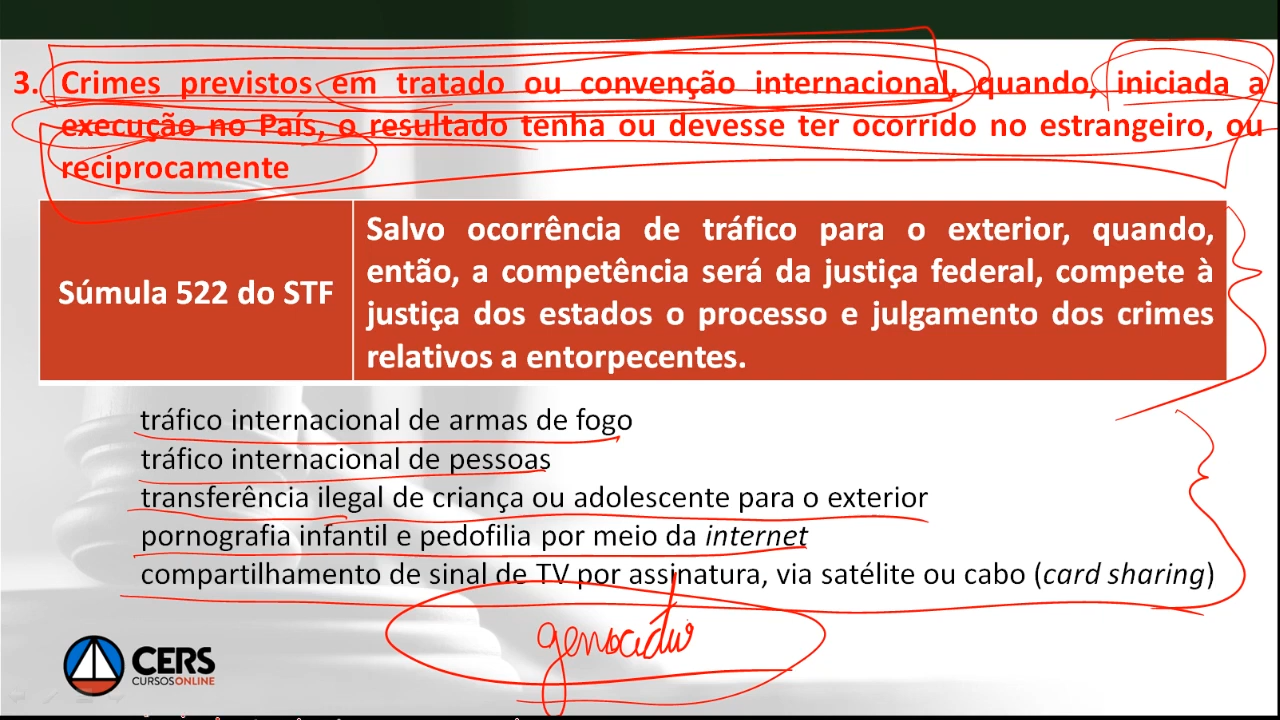 3. Crimes previstos em tratado ou convenção internacional, quando, iniciada a
execução no País, o resultado tenha ou devesse ter ocorrido no estrangeiro, ou
reciprocamente
Súmula 522 do STF
Salvo ocorrência de tráfico para o exterior, quando,
então, a competência será da justiça federal, compete à
justiça dos estados o processo e julgamento dos crimes
relativos a entorpecentes.
tráfico internacional de armas de fogo
tráfico internacional de pessoas
transferência ilegal de criança ou adolescente para o exterior
pornografia infantil e pedofilia por meio da internet
compartilhamento de sinal de TV por assinatura, via satélite ou cabo (card sharing)
genocídio
CERS
CURSOS ONLINE